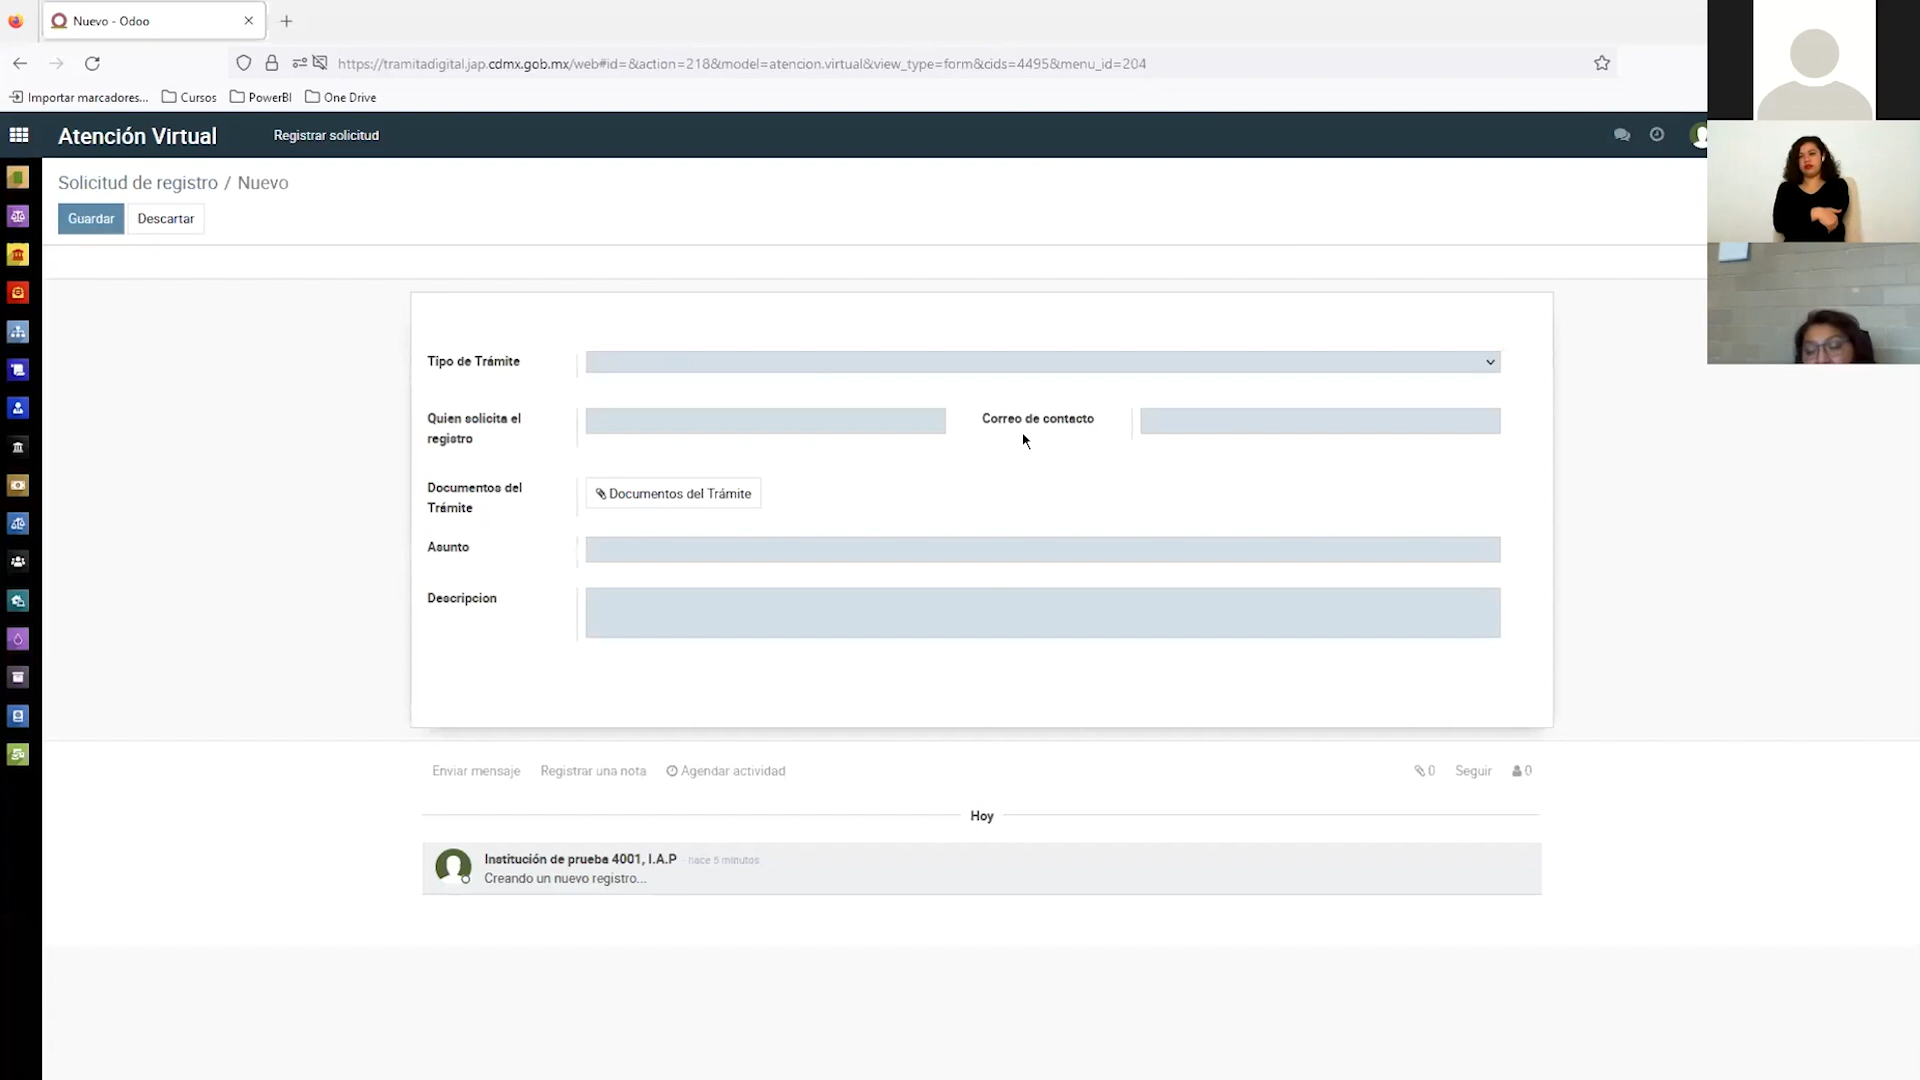 Nuevo - Odoo
https://tramitadigital.jap.cdmx.gob.mx/web#id=&action=218&model=atencion.virtual&view_type=form&cids=4495&menu_id=204
Importar marcadores... Cursos PowerBI One Drive
Atención Virtual Registrar solicitud
Solicitud de registro / Nuevo
Guardar Descartar
Tipo de Trámite
Quien solicita el
registro
Correo de contacto
Documentos del
Trámite
Documentos del Trámite
Asunto
Descripcion
Enviar mensaje Registrar una nota Agendar actividad 0 Seguir 0
Hoy
Institución de prueba 4001, I.A.P - hace 5 minutos
Creando un nuevo registro...